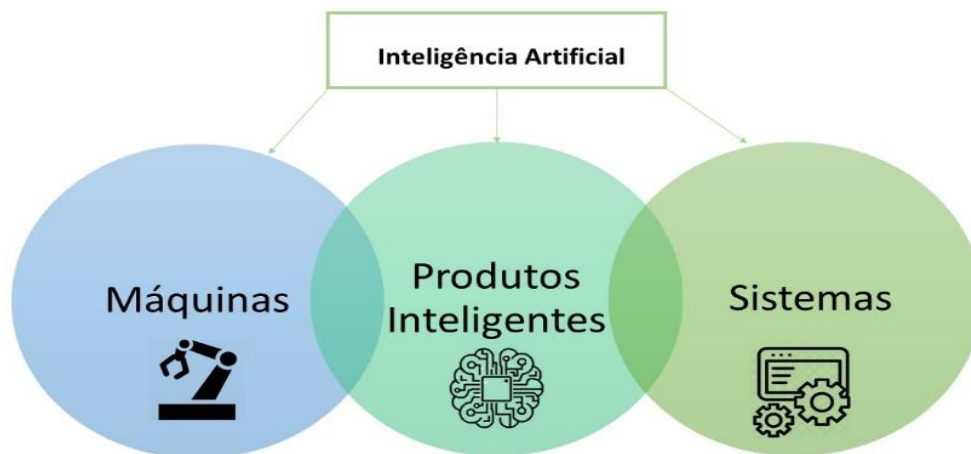 Inteligência Artificial
Máquinas
Produtos
Inteligentes
Sistemas